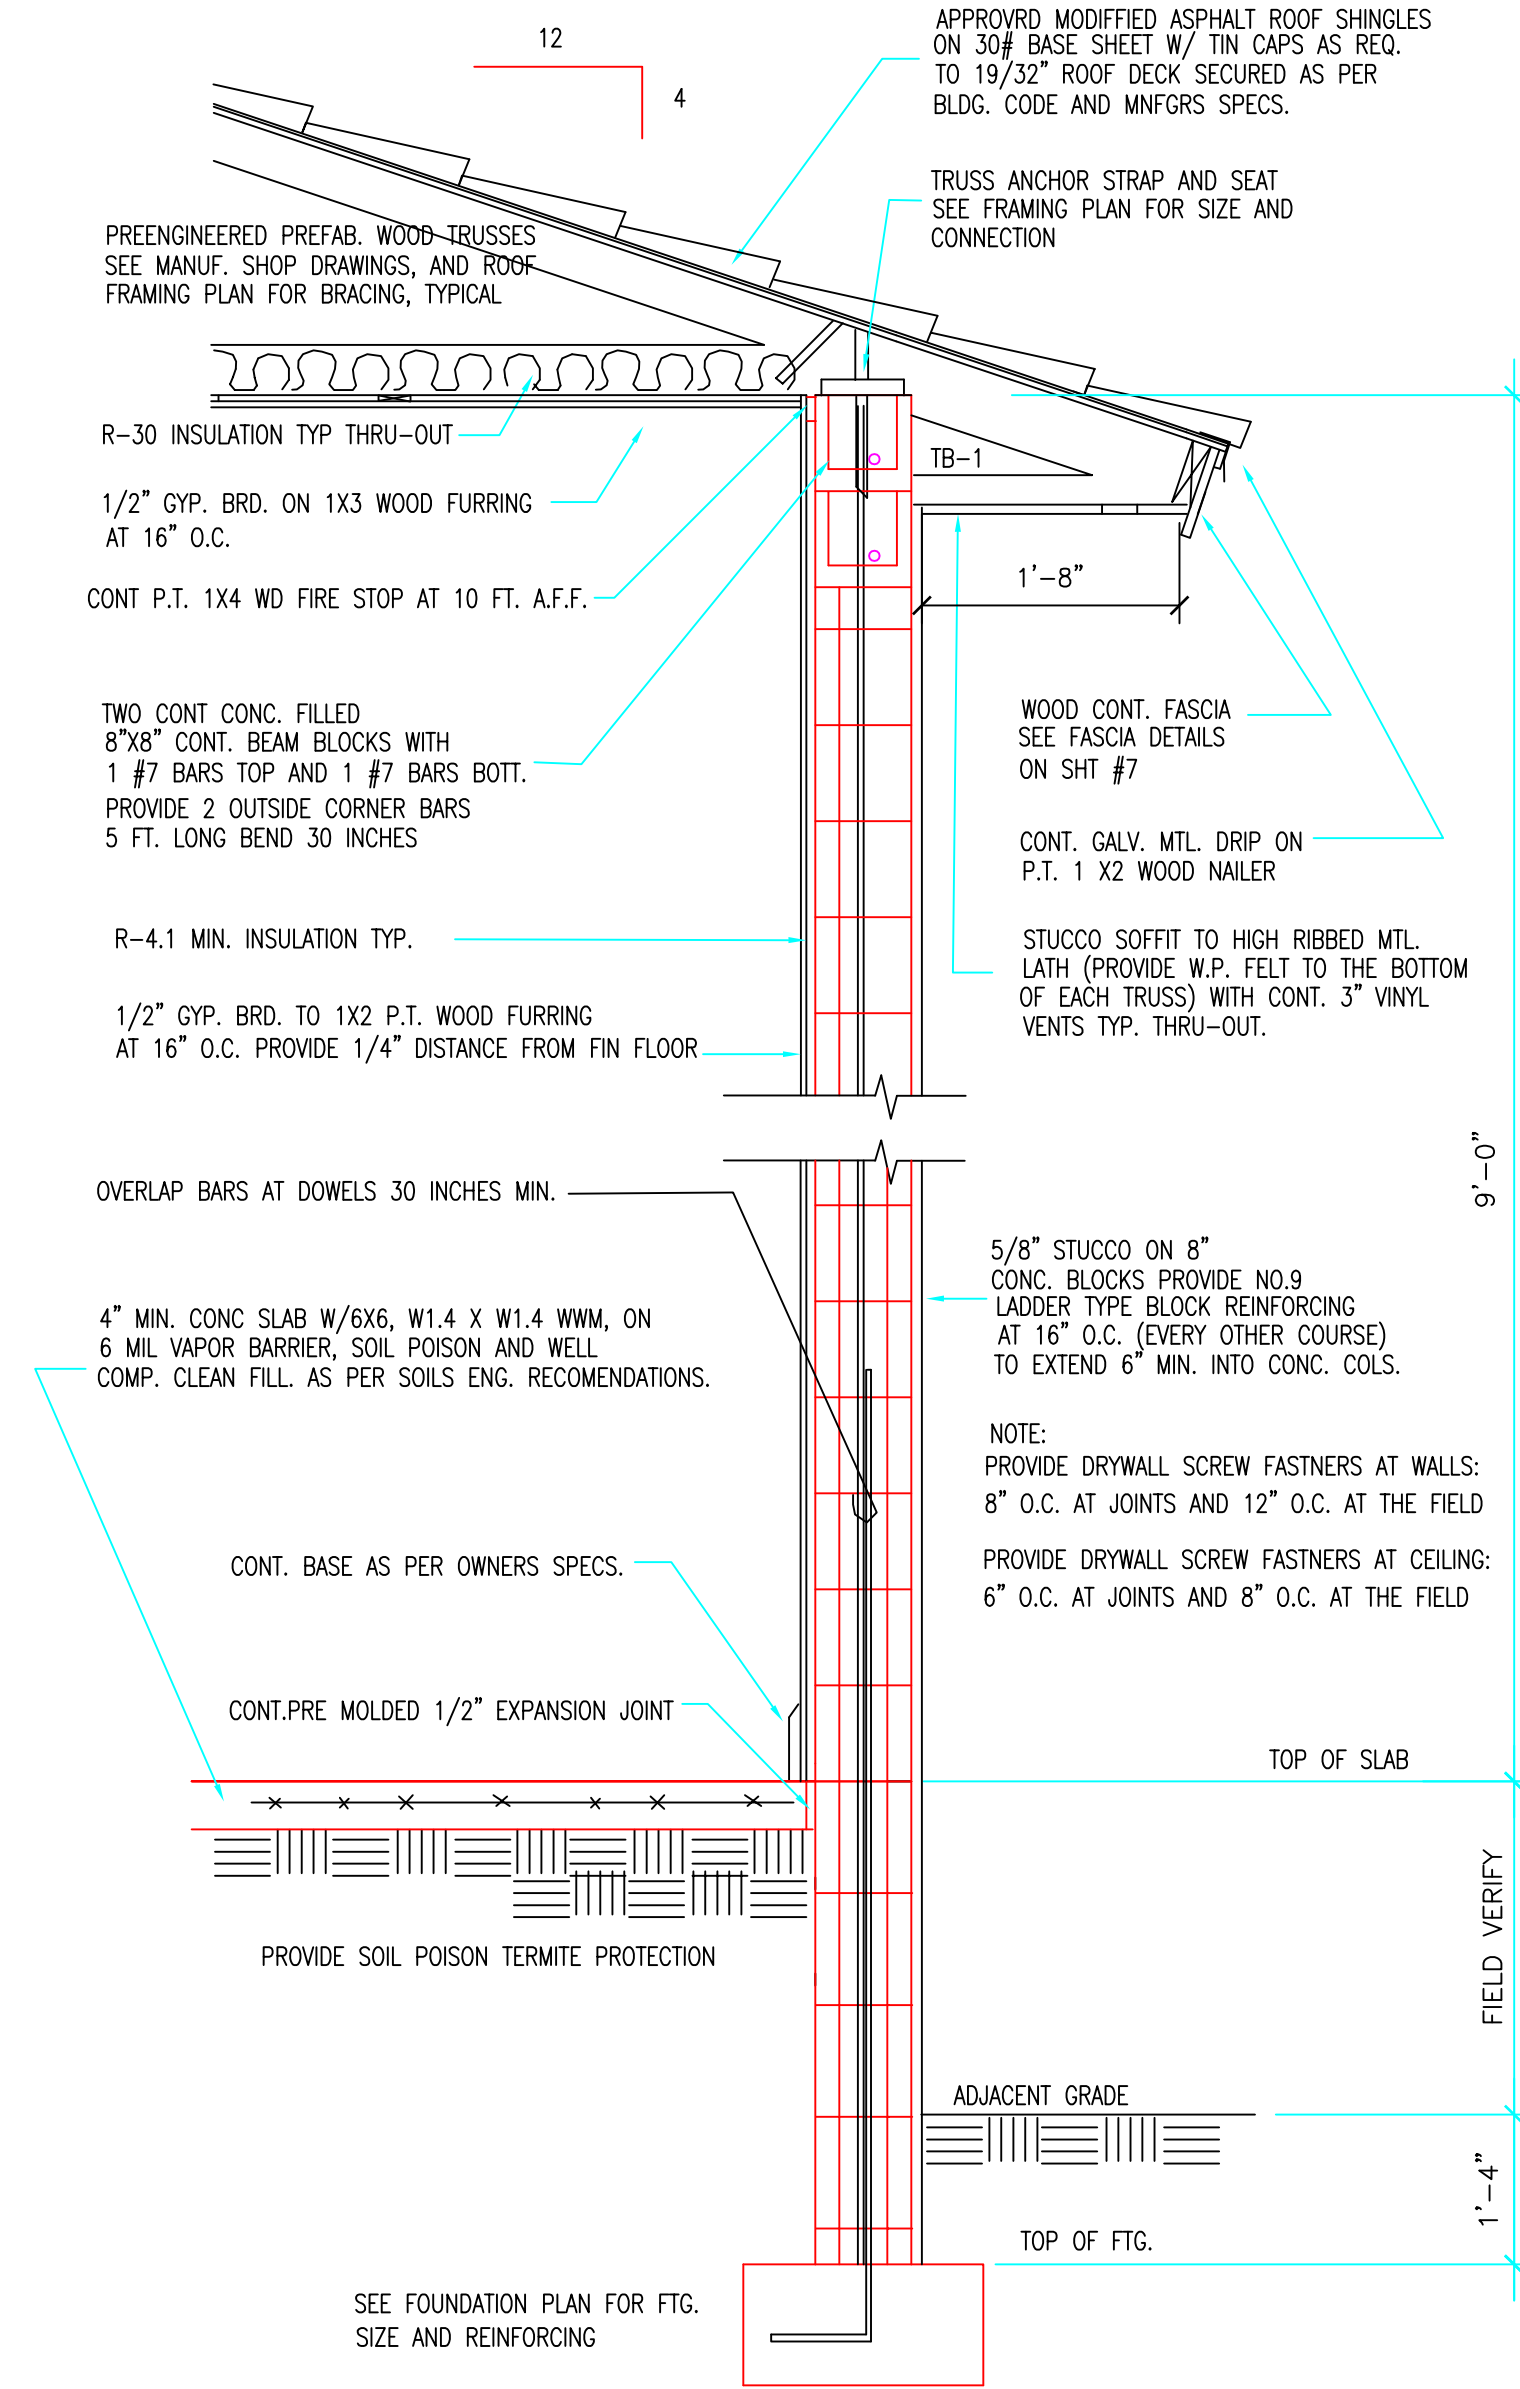 12
4
APPROVRD MODIFFIED ASPHALT ROOF SHINGLES
ON 30# BASE SHEET W/ TIN CAPS AS REQ.
TO 19/32" ROOF DECK SECURED AS PER
BLDG. CODE AND MNFGRS SPECS.
TRUSS ANCHOR STRAP AND SEAT
SEE FRAMING PLAN FOR SIZE AND
CONNECTION
PREENGINEERED PREFAB. WOOD TRUSSES
SEE MANUF. SHOP DRAWINGS, AND ROOF
FRAMING PLAN FOR BRACING, TYPICAL
R-30 INSULATION TYP THRU-OUT
TB-1
1/2" GYP. BRD. ON 1X3 WOOD FURRING
AT 16" O.C.
1'-8"
CONT P.T. 1X4 WD FIRE STOP AT 10 FT. A.F.F.
TWO CONT CONC. FILLED
8"X8" CONT. BEAM BLOCKS WITH
1 #7 BARS TOP AND 1 #7 BARS BOTT.
PROVIDE 2 OUTSIDE CORNER BARS
5 FT. LONG BEND 30 INCHES
WOOD CONT. FASCIA
SEE FASCIA DETAILS
ON SHT #7
CONT. GALV. MTL. DRIP ON
P.T. 1 X2 WOOD NAILER
R-4.1 MIN. INSULATION TYP.
STUCCO SOFFIT TO HIGH RIBBED MTL.
LATH (PROVIDE W.P. FELT TO THE BOTTOM
OF EACH TRUSS) WITH CONT. 3" VINYL
VENTS TYP. THRU-OUT.
1/2" GYP. BRD. TO 1X2 P.T. WOOD FURRING
AT 16" O.C. PROVIDE 1/4" DISTANCE FROM FIN FLOOR
9'-0"
OVERLAP BARS AT DOWELS 30 INCHES MIN.
5/8" STUCCO ON 8"
CONC. BLOCKS PROVIDE NO.9
LADDER TYPE BLOCK REINFORCING
AT 16" O.C. (EVERY OTHER COURSE)
TO EXTEND 6" MIN. INTO CONC. COLS.
4" MIN. CONC SLAB W/6X6, W1.4 X W1.4 WWM, ON
6 MIL VAPOR BARRIER, SOIL POISON AND WELL
COMP. CLEAN FILL. AS PER SOILS ENG. RECOMENDATIONS.
NOTE:
PROVIDE DRYWALL SCREW FASTNERS AT WALLS:
8" O.C. AT JOINTS AND 12" O.C. AT THE FIELD
PROVIDE DRYWALL SCREW FASTNERS AT CEILING:
6" O.C. AT JOINTS AND 8" O.C. AT THE FIELD
CONT. BASE AS PER OWNERS SPECS.
CONT.PRE MOLDED 1/2" EXPANSION JOINT
TOP OF SLAB
FIELD VERIFY
PROVIDE SOIL POISON TERMITE PROTECTION
ADJACENT GRADE
1'-4"
TOP OF FTG.
SEE FOUNDATION PLAN FOR FTG.
SIZE AND REINFORCING